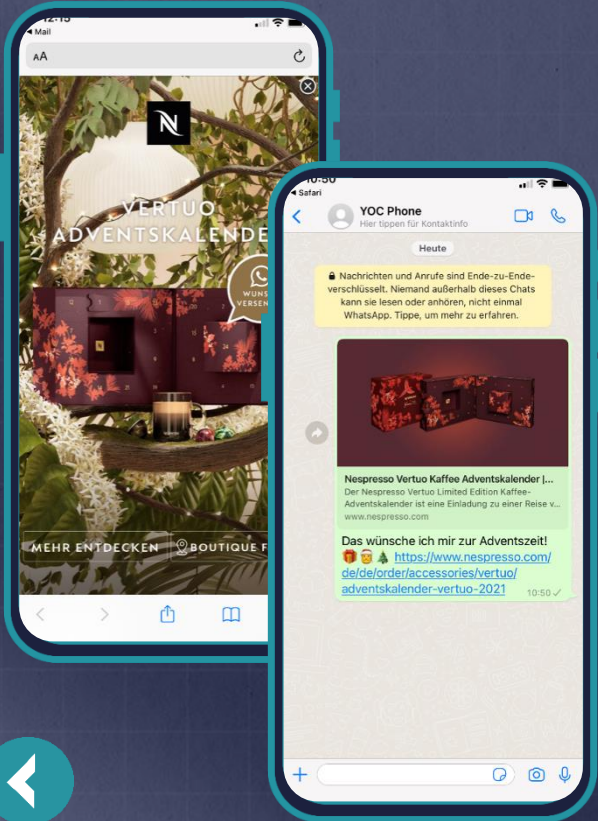 12:15
◂ Mail
AA
N
VERTUO
ADVENTSKALENDE
WUNS
VERSEN
MEHR ENTDECKEN
BOUTIQUE F
10:50
◂ Safari
YOC Phone
Hier tippen für Kontaktinfo
Heute
Nachrichten und Anrufe sind Ende-zu-Ende-
verschlüsselt. Niemand außerhalb dieses Chats
kann sie lesen oder anhören, nicht einmal
WhatsApp. Tippe, um mehr zu erfahren.
Nespresso Vertuo Kaffee Adventskalender |...
Der Nespresso Vertuo Limited Edition Kaffee-
Adventskalender ist eine Einladung zu einer Reise v...
www.nespresso.com
Das wünsche ich mir zur Adventszeit!
🎁 🎅 🎄 https://www.nespresso.com/
de/de/order/accessories/vertuo/
adventskalender-vertuo-2021
10:50 ✓